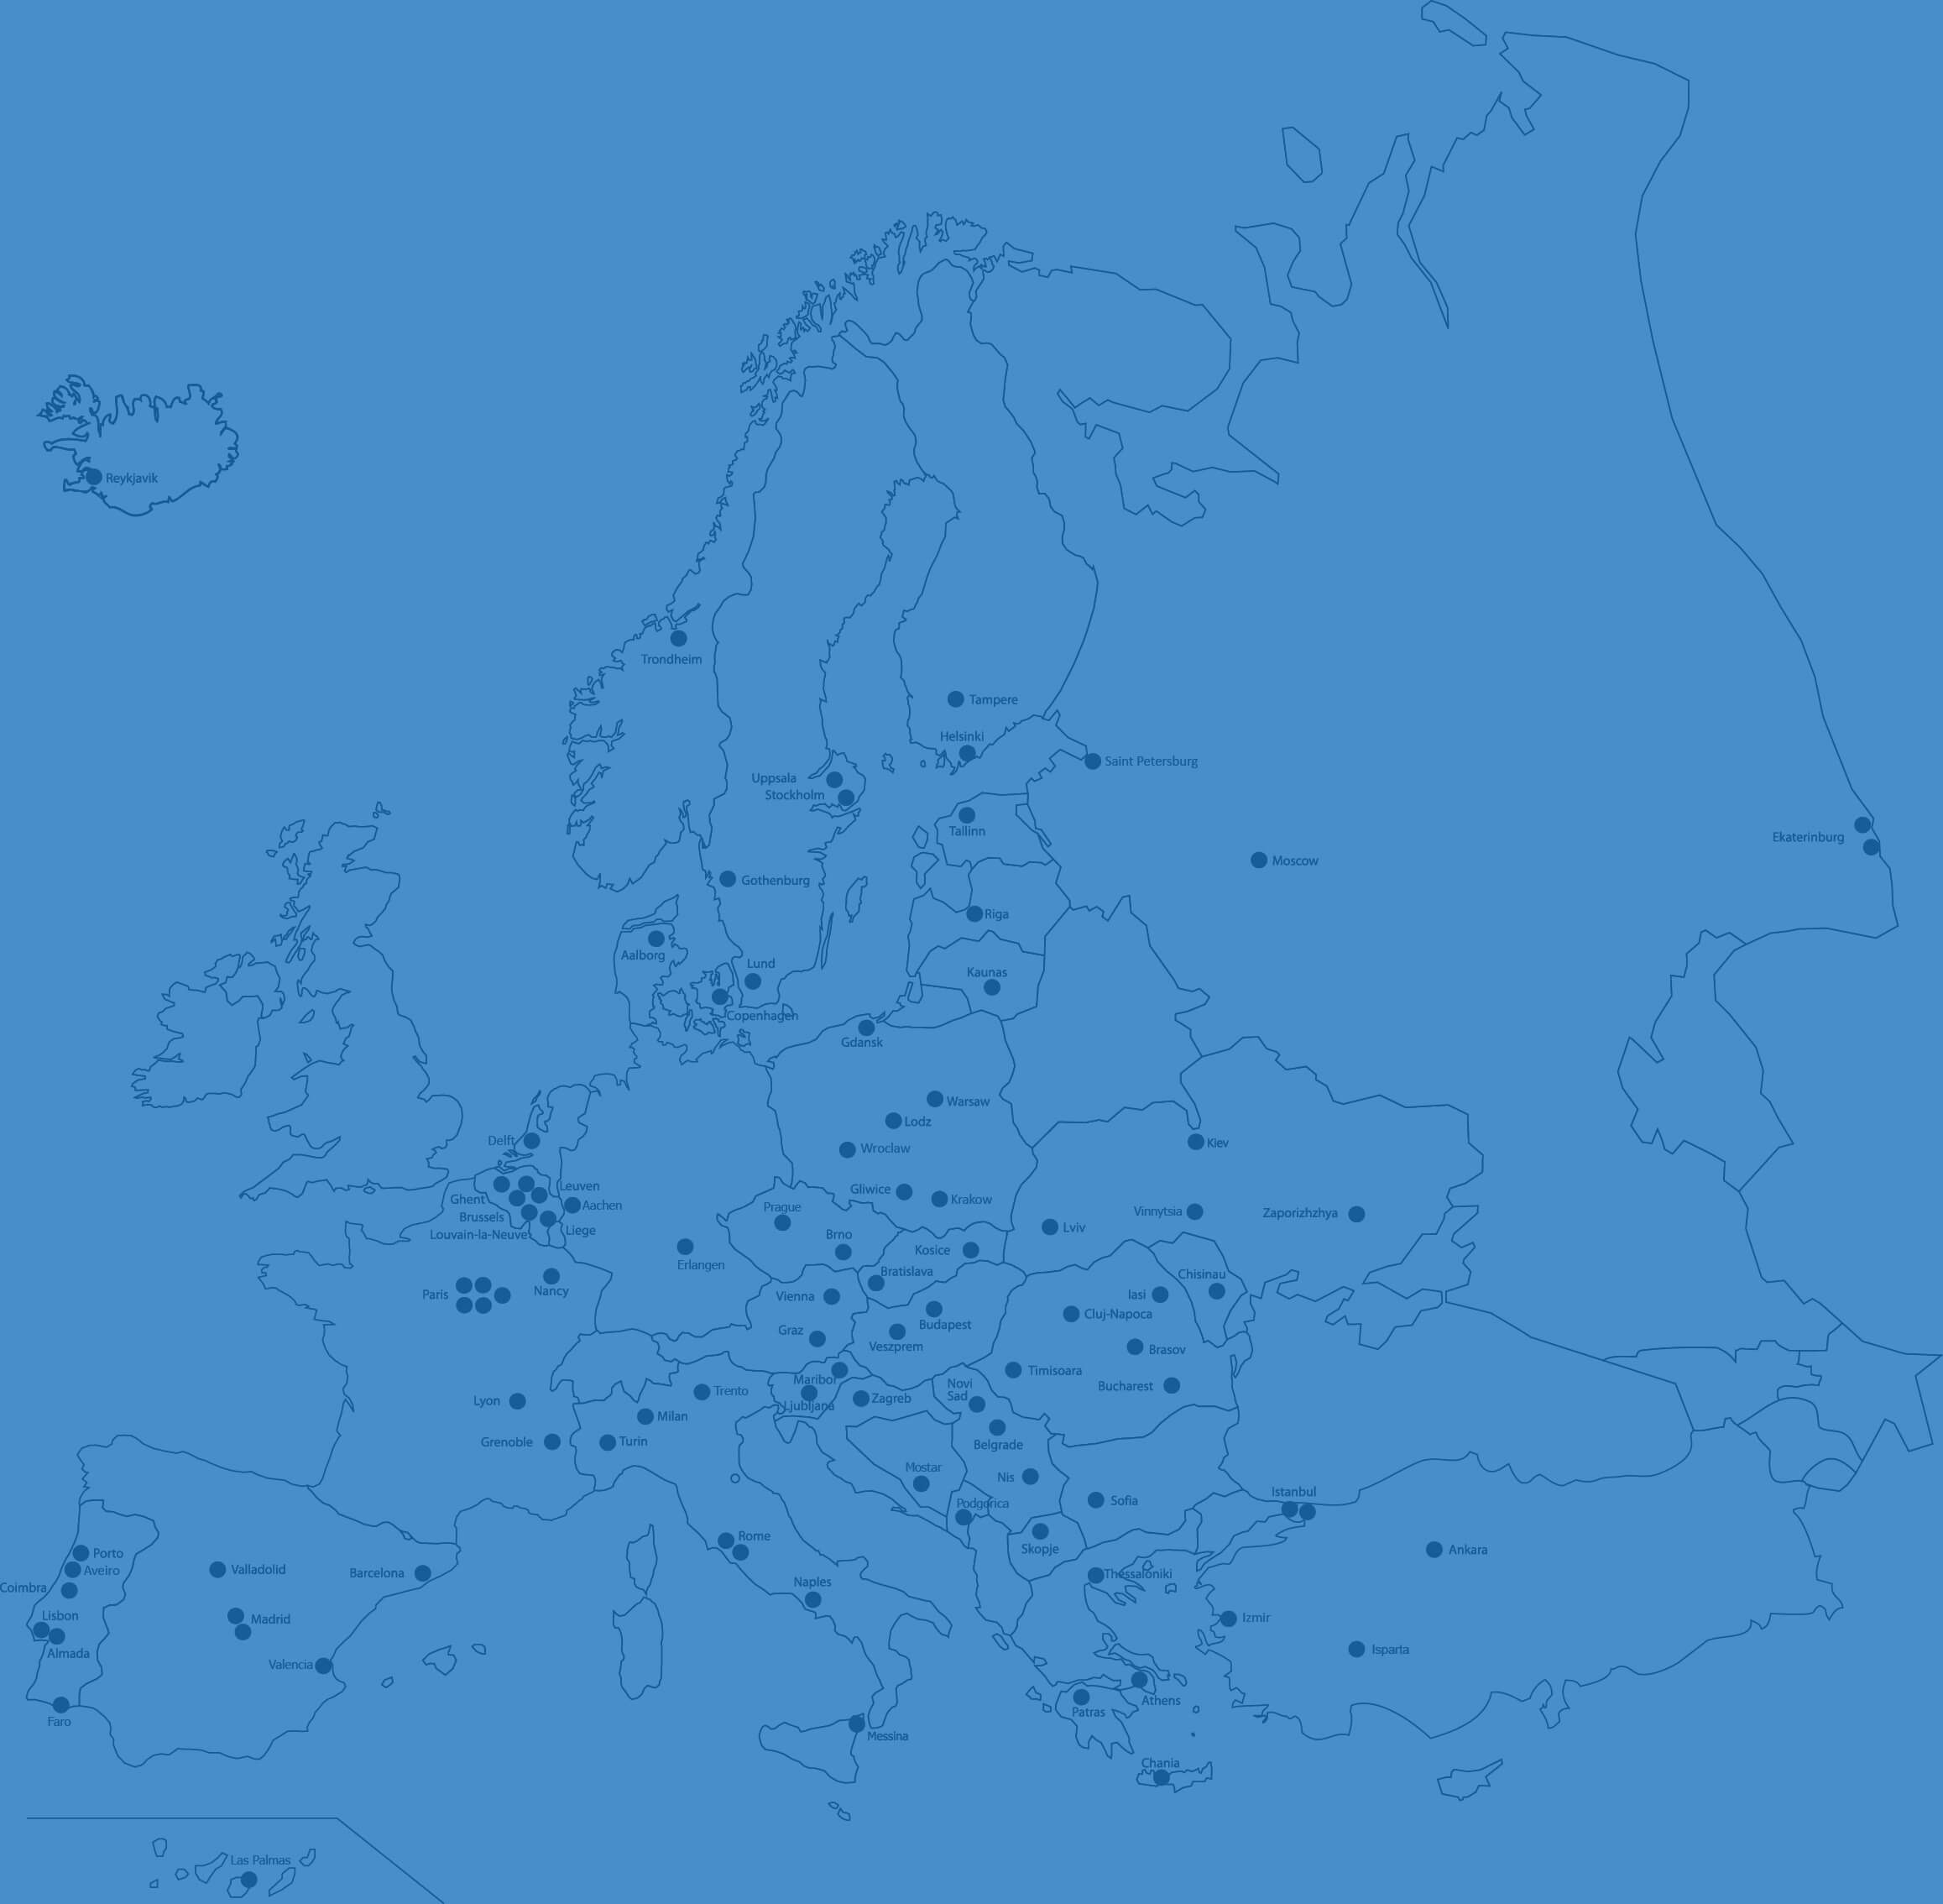 Reykjavik
Trondheim
Tampere
Helsinki
Saint Petersburg
Uppsala
Stockholm
Tallinn
Ekaterinburg
Moscow
Gothenburg
Riga
Aalborg
Lund
Kaunas
Copenhagen
Gdansk
Warsaw
Lodz
Delft
Kiev
Wroclaw
Leuven
Gliwice
Ghent
Krakow
Aachen
Prague
Vinnytsia
Zaporizhzhya
Brussels
Lviv
Liege
Louvain-la-Neuve
Brno
Kosice
Erlangen
Bratislava
Chisinau
Nancy
Paris
Vienna
Iasi
Cluj-Napoca
Budapest
Graz
Veszprem
Brasov
Timisoara
Maribor
Novi
Sad
Bucharest
Trento
Zagreb
Lyon
Ljubljana
Milan
Grenoble
Turin
Belgrade
Mostar
Nis
Istanbul
Podgorica
Sofia
Rome
Skopje
Ankara
Porto
Aveiro
Valladolid
Barcelona
Thessaloniki
Naples
Coimbra
Lisbon
Madrid
Izmir
Almada
Isparta
Valencia
Athens
Patras
Faro
Messina
Chania
Las Palmas